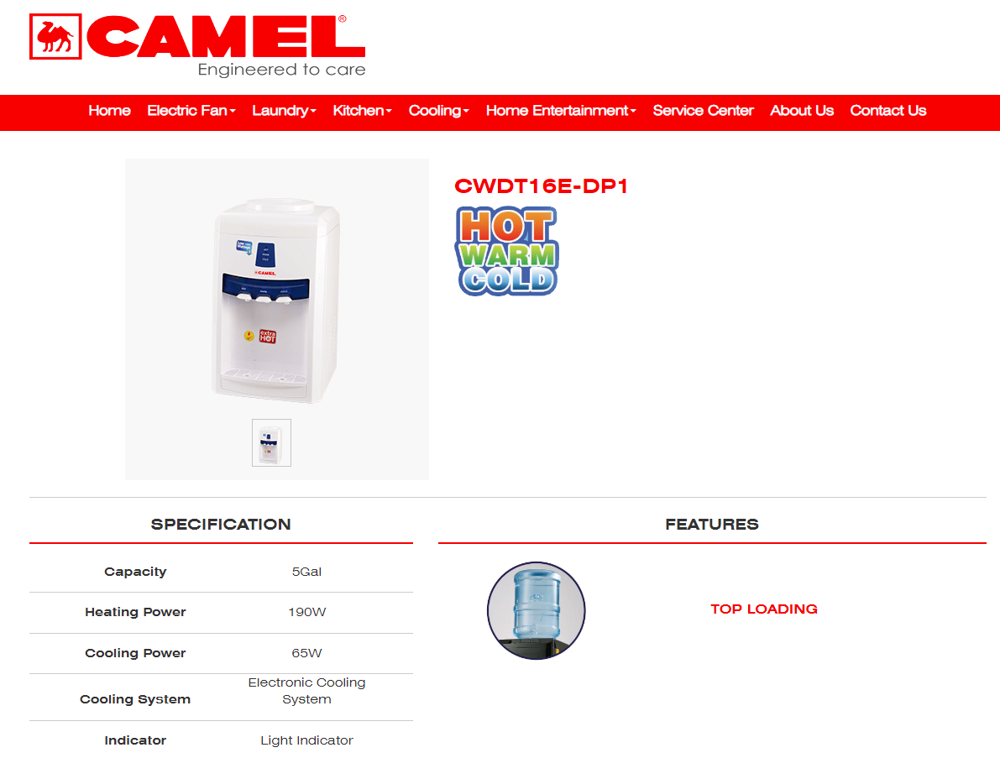 CAMEL®
Engineered to care
Home Electric Fan Laundry Kitchen Cooling Home Entertainment Service Center About Us Contact Us
CWDT16E-DP1
HOT
WARM
COLD
CAMEL
extra
HOT
SPECIFICATION
FEATURES
Capacity 5Gal
Heating Power 190W
TOP LOADING
Cooling Power 65W
Cooling System Electronic Cooling
System
Indicator Light Indicator